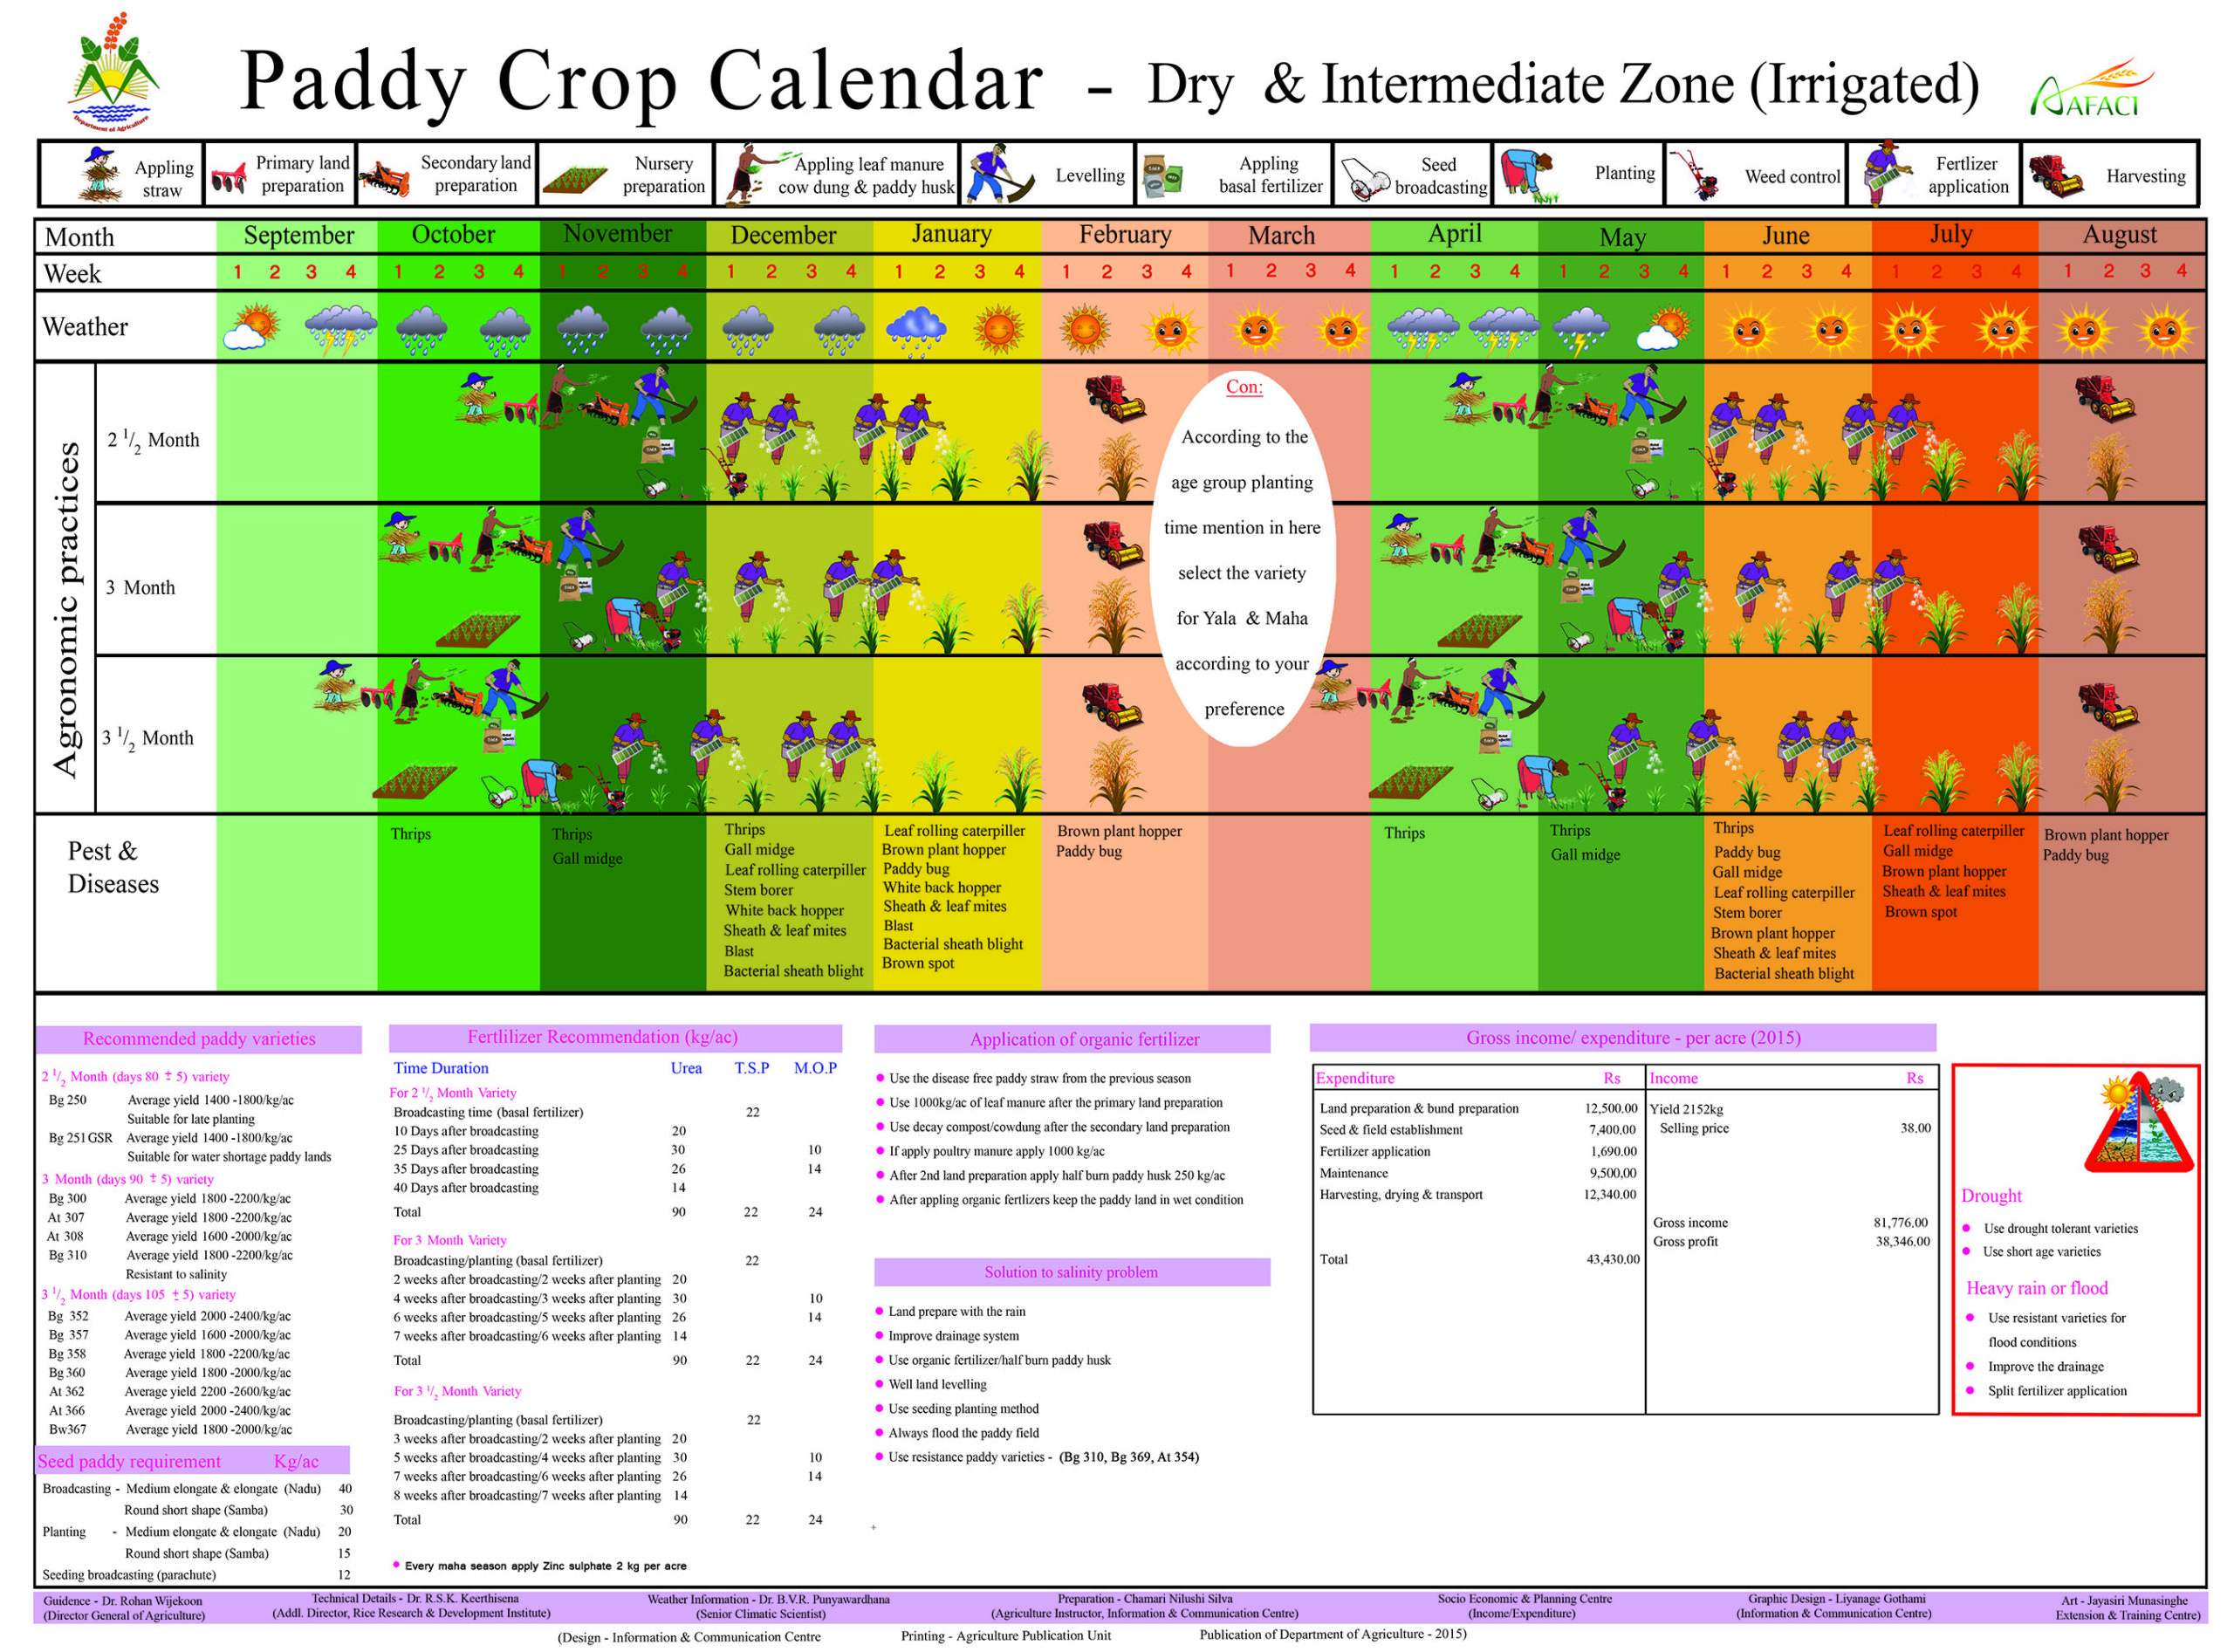 Department of Agriculture
Paddy Crop Calendar - Dry & Intermediate Zone (Irrigated)
AAFACI
Appling straw
Primary land preparation
Secondary land preparation
Nursery preparation
Appling leaf manure cow dung & paddy husk
Levelling
Appling basal fertilizer
Seed broadcasting
Planting
Weed control
Fertlizer application
Harvesting
Month September October November December January February March April May June July August
Week 1 2 3 4 1 2 3 4 1 2 3 4 1 2 3 4 1 2 3 4 1 2 3 4 1 2 3 4 1 2 3 4 1 2 3 4 1 2 3 4 1 2 3 4 1 2 3 4
Weather
Agronomic practices
2 1/2 Month
3 Month
3 1/2 Month
Con:
According to the
age group planting
time mention in here
select the variety
for Yala & Maha
according to your
preference
Pest &
Diseases
Thrips
Thrips
Gall midge
Thrips
Gall midge
Leaf rolling caterpiller
Stem borer
White back hopper
Sheath & leaf mites
Blast
Bacterial sheath blight
Leaf rolling caterpiller
Brown plant hopper
Paddy bug
White back hopper
Sheath & leaf mites
Blast
Bacterial sheath blight
Brown spot
Brown plant hopper
Paddy bug
Thrips
Thrips
Gall midge
Thrips
Paddy bug
Gall midge
Leaf rolling caterpiller
Stem borer
Brown plant hopper
Sheath & leaf mites
Bacterial sheath blight
Leaf rolling caterpiller
Gall midge
Brown plant hopper
Sheath & leaf mites
Brown spot
Brown plant hopper
Paddy bug
Recommended paddy varieties
2 1/2 Month (days 80 ± 5) variety
Bg 250 Average yield 1400 -1800/kg/ac
Suitable for late planting
Bg 251 GSR Average yield 1400 -1800/kg/ac
Suitable for water shortage paddy lands
3 Month (days 90 ± 5) variety
Bg 300 Average yield 1800 -2200/kg/ac
At 307 Average yield 1800 -2200/kg/ac
At 308 Average yield 1600 -2000/kg/ac
Bg 310 Average yield 1800 -2200/kg/ac
Resistant to salinity
3 1/2 Month (days 105 ± 5) variety
Bg 352 Average yield 2000 -2400/kg/ac
Bg 357 Average yield 1600 -2000/kg/ac
Bg 358 Average yield 1800 -2200/kg/ac
Bg 360 Average yield 1800 -2000/kg/ac
At 362 Average yield 2200 -2600/kg/ac
At 366 Average yield 2000 -2400/kg/ac
Bw367 Average yield 1800 -2000/kg/ac
Seed paddy requirement Kg/ac
Broadcasting - Medium elongate & elongate (Nadu) 40
Round short shape (Samba) 30
Planting - Medium elongate & elongate (Nadu) 20
Round short shape (Samba) 15
Seeding broadcasting (parachute) 12
Fertlilizer Recommendation (kg/ac)
Time Duration Urea T.S.P M.O.P
For 2 1/2 Month Variety
Broadcasting time (basal fertilizer) 22
10 Days after broadcasting 20
25 Days after broadcasting 30 10
35 Days after broadcasting 26 14
40 Days after broadcasting 14
Total 90 22 24
For 3 Month Variety
Broadcasting/planting (basal fertilizer) 22
2 weeks after broadcasting/2 weeks after planting 20
4 weeks after broadcasting/3 weeks after planting 30 10
6 weeks after broadcasting/5 weeks after planting 26 14
7 weeks after broadcasting/6 weeks after planting 14
Total 90 22 24
For 3 1/2 Month Variety
Broadcasting/planting (basal fertilizer) 22
3 weeks after broadcasting/2 weeks after planting 20
5 weeks after broadcasting/4 weeks after planting 30 10
7 weeks after broadcasting/6 weeks after planting 26 14
8 weeks after broadcasting/7 weeks after planting 14
Total 90 22 24
• Every maha season apply Zinc sulphate 2 kg per acre
Application of organic fertilizer
• Use the disease free paddy straw from the previous season
• Use 1000kg/ac of leaf manure after the primary land preparation
• Use decay compost/cowdung after the secondary land preparation
• If apply poultry manure apply 1000 kg/ac
• After 2nd land preparation apply half burn paddy husk 250 kg/ac
• After appling organic fertlizers keep the paddy land in wet condition
Solution to salinity problem
• Land prepare with the rain
• Improve drainage system
• Use organic fertilizer/half burn paddy husk
• Well land levelling
• Use seeding planting method
• Always flood the paddy field
• Use resistance paddy varieties - (Bg 310, Bg 369, At 354)
+
Gross income/ expenditure - per acre (2015)
Expenditure Rs Income Rs
Land preparation & bund preparation 12,500.00 Yield 2152kg
Seed & field establishment 7,400.00 Selling price 38.00
Fertilizer application 1,690.00
Maintenance 9,500,00
Harvesting, drying & transport 12,340.00
Gross income 81,776.00
Gross profit 38,346.00
Total 43,430.00
Drought
• Use drought tolerant varieties
• Use short age varieties
Heavy rain or flood
• Use resistant varieties for
flood conditions
• Improve the drainage
• Split fertilizer application
Guidence - Dr. Rohan Wijekoon
(Director General of Agriculture)
Technical Details - Dr. R.S.K. Keerthisena
(Addl. Director, Rice Research & Development Institute)
Weather Information - Dr. B.V.R. Punyawardhana
(Senior Climatic Scientist)
Preparation - Chamari Nilushi Silva
(Agriculture Instructor, Information & Communication Centre)
Socio Economic & Planning Centre
(Income/Expenditure)
Graphic Design - Liyanage Gothami
(Information & Communication Centre)
Art - Jayasiri Munasinghe
Extension & Training Centre)
(Design - Information & Communication Centre Printing - Agriculture Publication Unit Publication of Department of Agriculture - 2015)